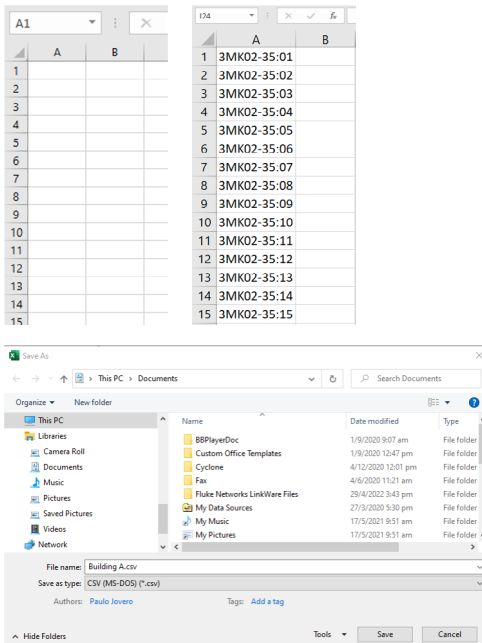 A1
A B
1
2
3
4
5
6
7
8
9
10
11
12
13
14
15
I24 fx
A B
1 3MK02-35:01
2 3MK02-35:02
3 3MK02-35:03
4 3MK02-35:04
5 3MK02-35:05
6 3MK02-35:06
7 3MK02-35:07
8 3MK02-35:08
9 3MK02-35:09
10 3MK02-35:10
11 3MK02-35:11
12 3MK02-35:12
13 3MK02-35:13
14 3MK02-35:14
15 3MK02-35:15
Save As
> This PC > Documents Search Documents
Organize New folder
This PC
Libraries
Camera Roll
Documents
Music
Pictures
Saved Pictures
Videos
Network
Name Date modified Type
BBPlayerDoc 1/9/2020 9:07 am File folder
Custom Office Templates 1/9/2020 12:47 pm File folder
Cyclone 4/12/2020 12:01 pm File folder
Fax 4/6/2020 11:21 am File folder
Fluke Networks LinkWare Files 29/4/2022 3:43 pm File folder
My Data Sources 27/3/2020 5:30 pm File folder
My Music 17/5/2021 9:51 am File folder
My Pictures 17/5/2021 9:51 am File folder
File name: Building A.csv
Save as type: CSV (MS-DOS) (*.csv)
Authors: Paulo Jovero Tags: Add a tag
Hide Folders Tools Save Cancel